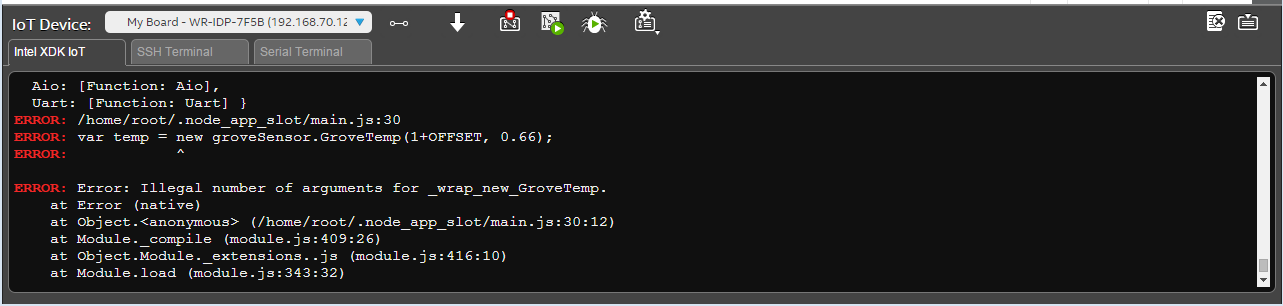 IoT Device: My Board - WR-IDP-7F5B (192.168.70.12
Intel XDK IoT SSH Terminal Serial Terminal
Aio: [Function: Aio],
Uart: [Function: Uart] }
ERROR: /home/root/.node_app_slot/main.js:30
ERROR: var temp = new groveSensor.GroveTemp(1+OFFSET, 0.66);
ERROR: ^
ERROR: Error: Illegal number of arguments for _wrap_new_GroveTemp.
at Error (native)
at Object.<anonymous> (/home/root/.node_app_slot/main.js:30:12)
at Module._compile (module.js:409:26)
at Object.Module._extensions..js (module.js:416:10)
at Module.load (module.js:343:32)